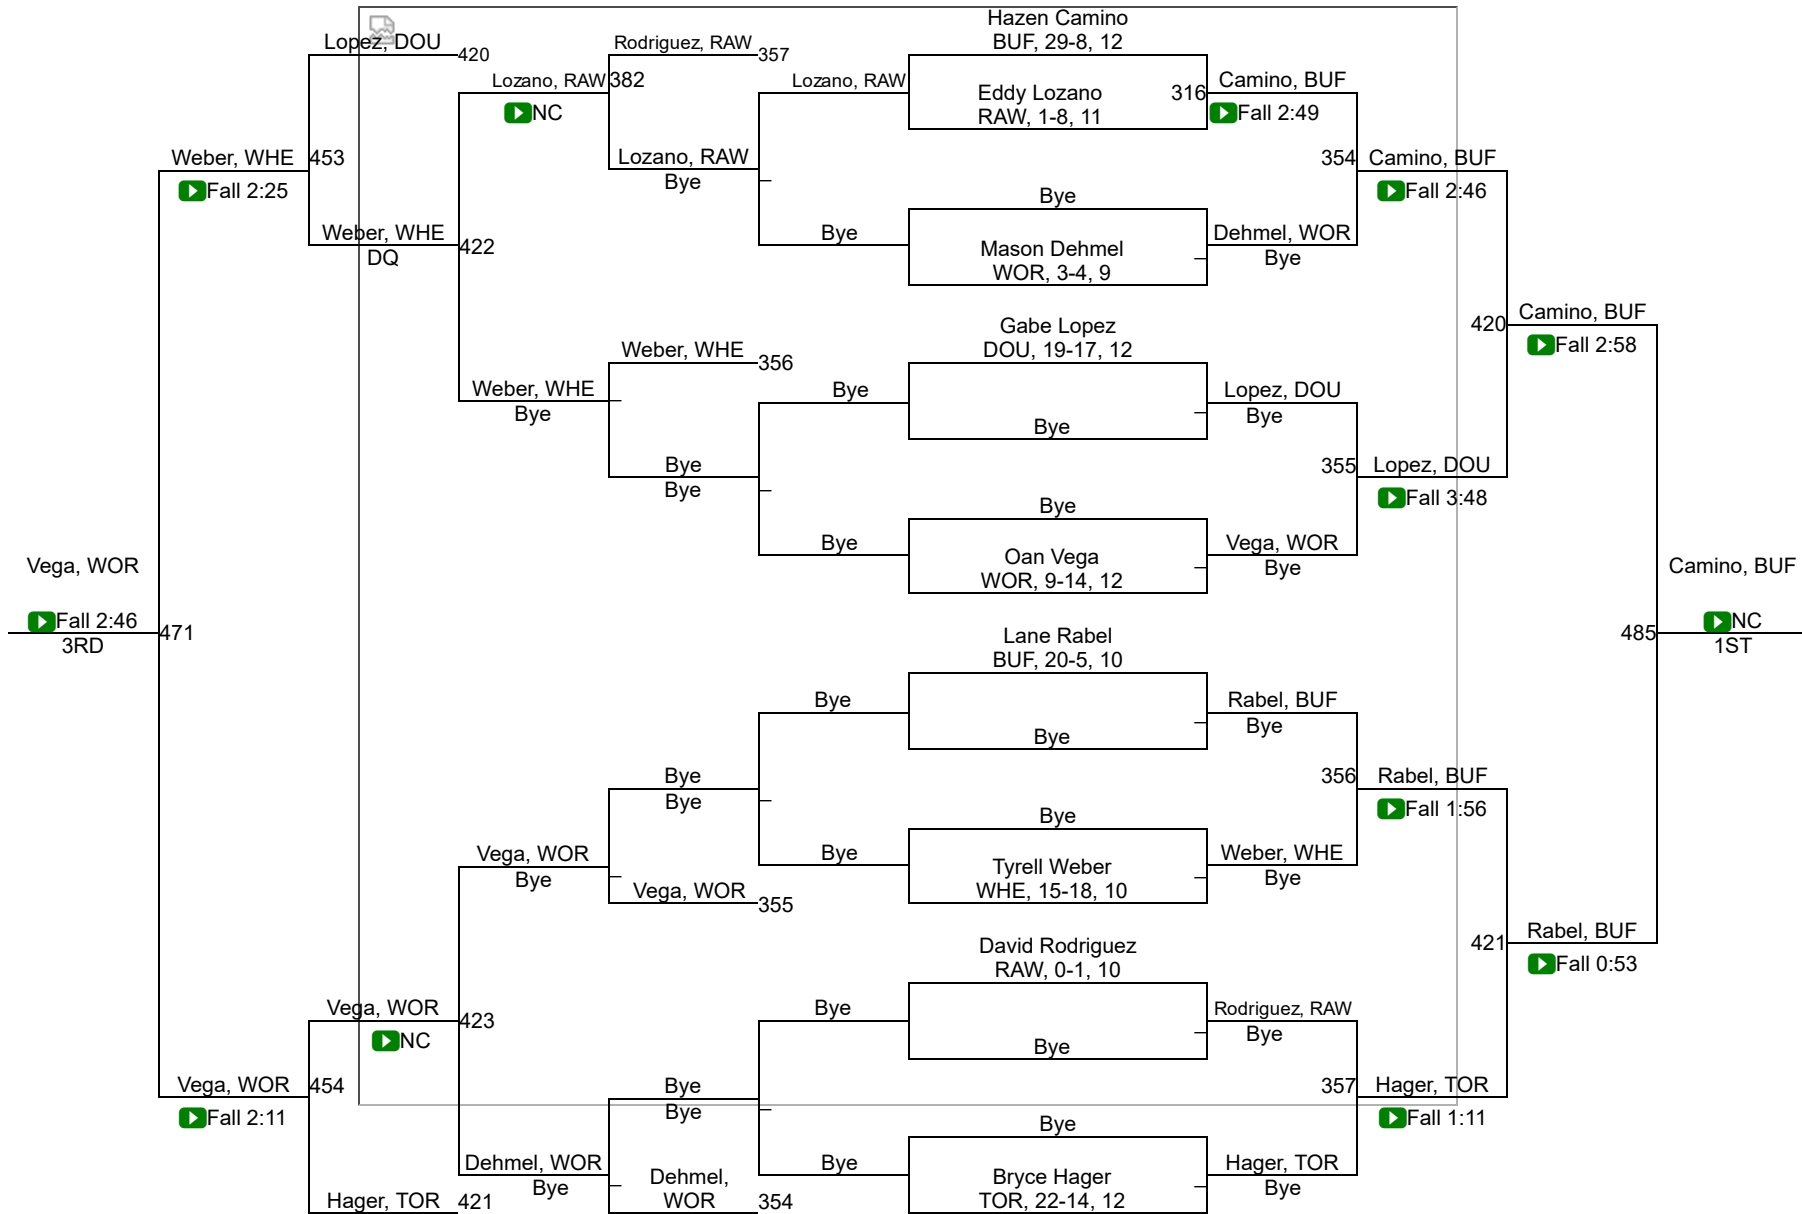 Hazen Camino
BUF, 29-8, 12
Lopez, DOU
420
Rodriguez, RAW
357
Lozano, RAW
382
NC
Lozano, RAW
Eddy Lozano
RAW, 1-8, 11
316
Camino, BUF
Fall 2:49
Weber, WHE
453
Fall 2:25
Lozano, RAW
Bye
354
Camino, BUF
Fall 2:46
Bye
Weber, WHE
DQ
422
Bye
Mason Dehmel
WOR, 3-4, 9
Dehmel, WOR
Bye
Gabe Lopez
DOU, 19-17, 12
420
Camino, BUF
Fall 2:58
Weber, WHE
356
Weber, WHE
Bye
Bye
Bye
Lopez, DOU
Bye
Bye
Bye
355
Lopez, DOU
Fall 3:48
Bye
Bye
Oan Vega
WOR, 9-14, 12
Vega, WOR
Bye
Vega, WOR
Fall 2:46
3RD
471
Camino, BUF
485
NC
1ST
Lane Rabel
BUF, 20-5, 10
Bye
Bye
Rabel, BUF
Bye
Bye
Bye
356
Rabel, BUF
Fall 1:56
Bye
Vega, WOR
Bye
Bye
Tyrell Weber
WHE, 15-18, 10
Weber, WHE
Bye
Vega, WOR
355
David Rodriguez
RAW, 0-1, 10
421
Rabel, BUF
Fall 0:53
Vega, WOR
423
NC
Bye
Bye
Rodriguez, RAW
Bye
Vega, WOR
454
Fall 2:11
Bye
Bye
357
Hager, TOR
Fall 1:11
Bye
Dehmel, WOR
Bye
Dehmel,
WOR
354
Bye
Bryce Hager
TOR, 22-14, 12
Hager, TOR
Bye
Hager, TOR
421